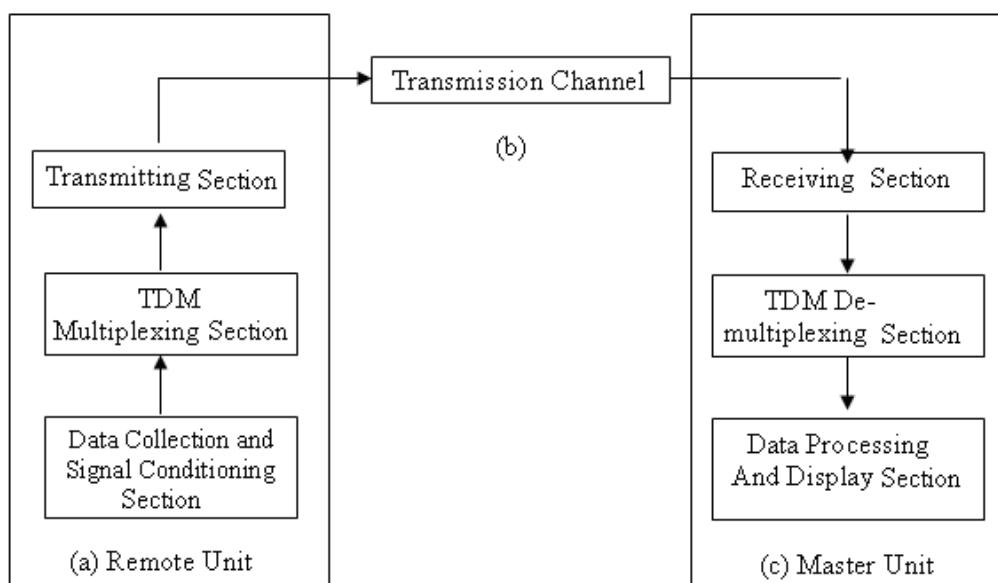 Transmission Channel
(b)
Transmitting Section
TDM
Multiplexing Section
Data Collection and
Signal Conditioning
Section
(a) Remote Unit
Receiving Section
TDM De-
multiplexing Section
Data Processing
And Display Section
(c) Master Unit